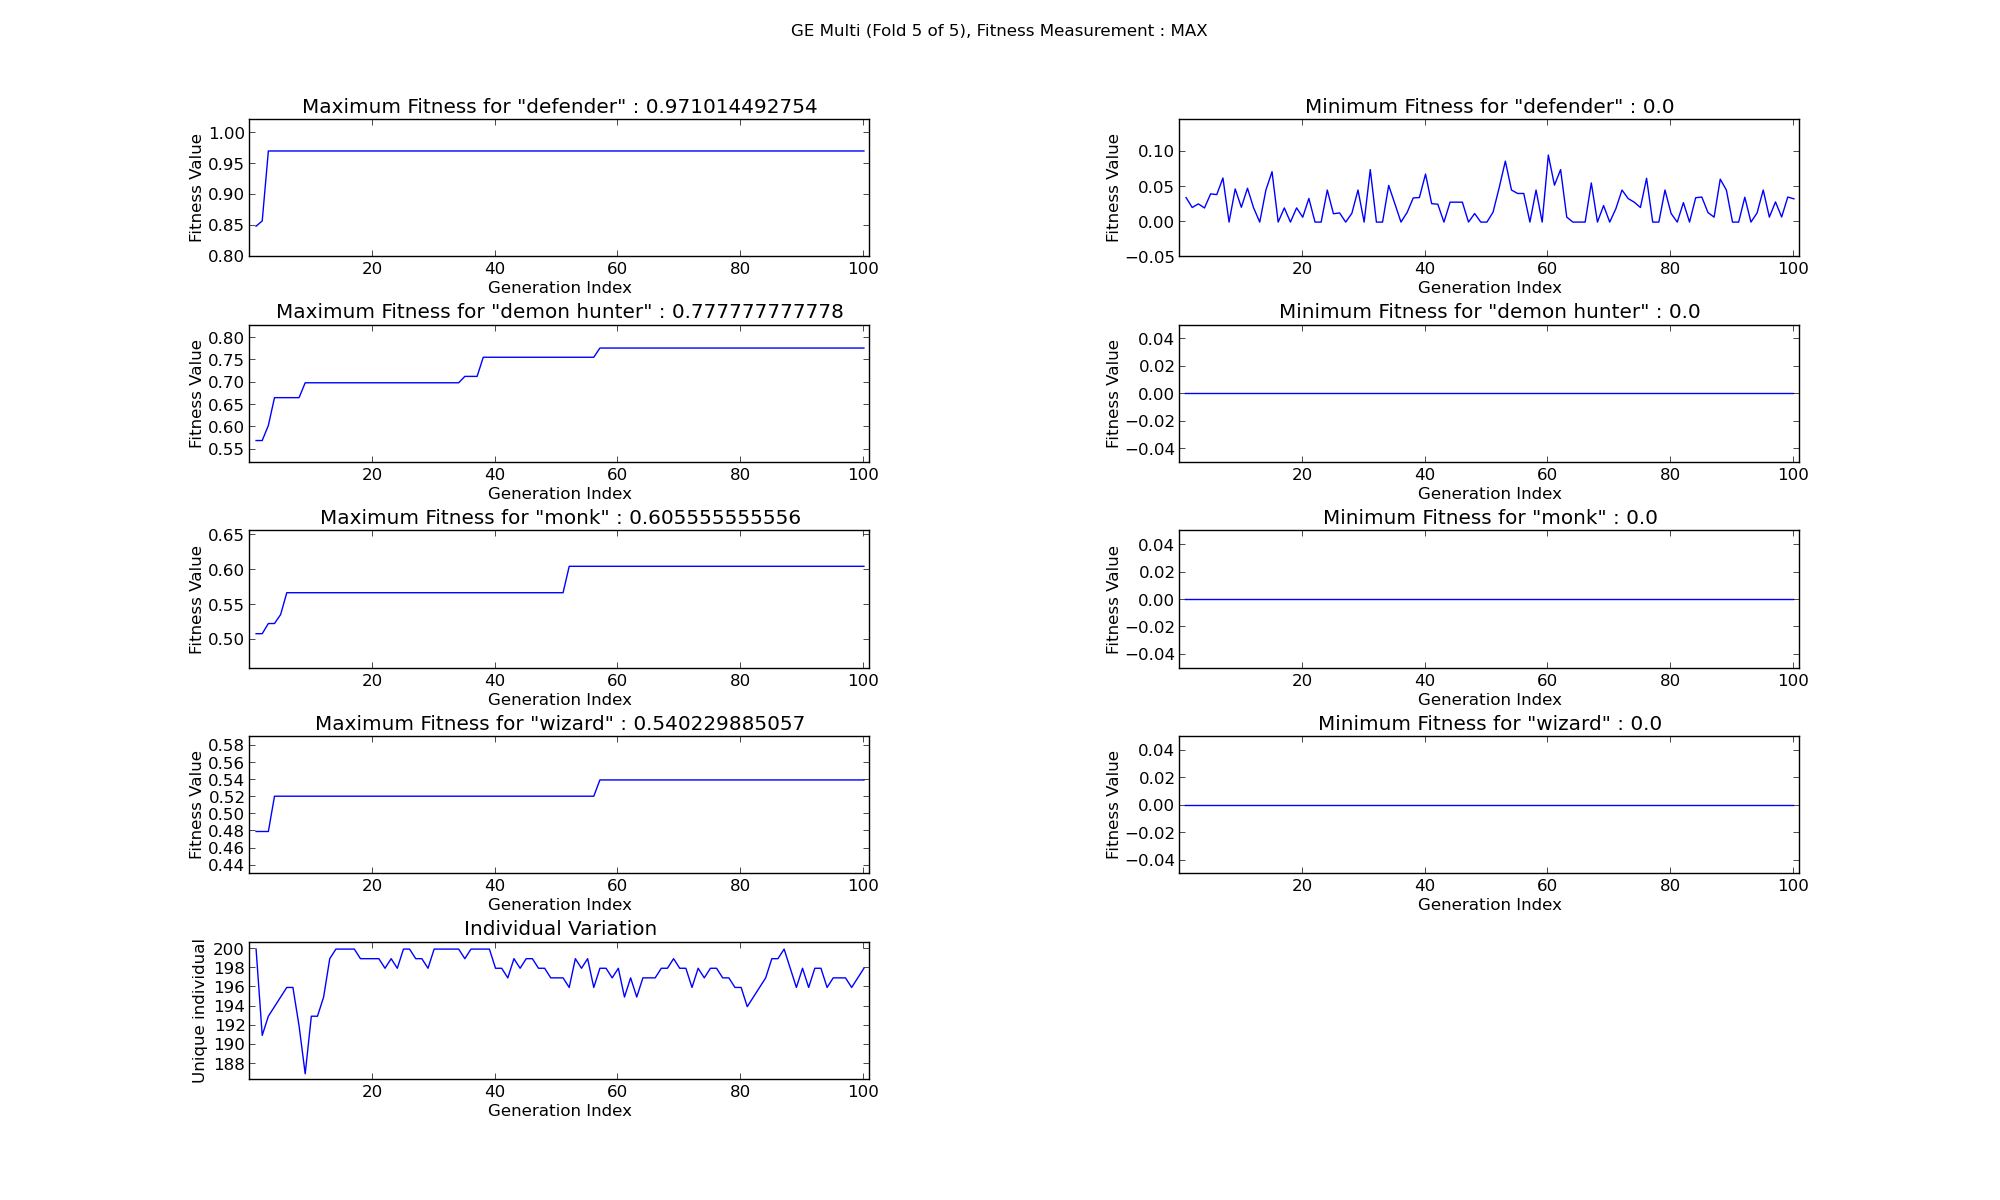 GE Multi (Fold 5 of 5), Fitness Measurement : MAX
Maximum Fitness for "defender" : 0.971014492754
Fitness Value
1.00
0.95
0.90
0.85
0.80
20 40 60 80 100
Generation Index
Minimum Fitness for "defender" : 0.0
Fitness Value
0.10
0.05
0.00
−0.05
20 40 60 80 100
Generation Index
Maximum Fitness for "demon hunter" : 0.777777777778
Fitness Value
0.80
0.75
0.70
0.65
0.60
0.55
20 40 60 80 100
Generation Index
Minimum Fitness for "demon hunter" : 0.0
Fitness Value
0.04
0.02
0.00
−0.02
−0.04
20 40 60 80 100
Generation Index
Maximum Fitness for "monk" : 0.605555555556
Fitness Value
0.65
0.60
0.55
0.50
20 40 60 80 100
Generation Index
Minimum Fitness for "monk" : 0.0
Fitness Value
0.04
0.02
0.00
−0.02
−0.04
20 40 60 80 100
Generation Index
Maximum Fitness for "wizard" : 0.540229885057
Fitness Value
0.58
0.56
0.54
0.52
0.50
0.48
0.46
0.44
20 40 60 80 100
Generation Index
Minimum Fitness for "wizard" : 0.0
Fitness Value
0.04
0.02
0.00
−0.02
−0.04
20 40 60 80 100
Generation Index
Individual Variation
Unique individual
200
198
196
194
192
190
188
20 40 60 80 100
Generation Index